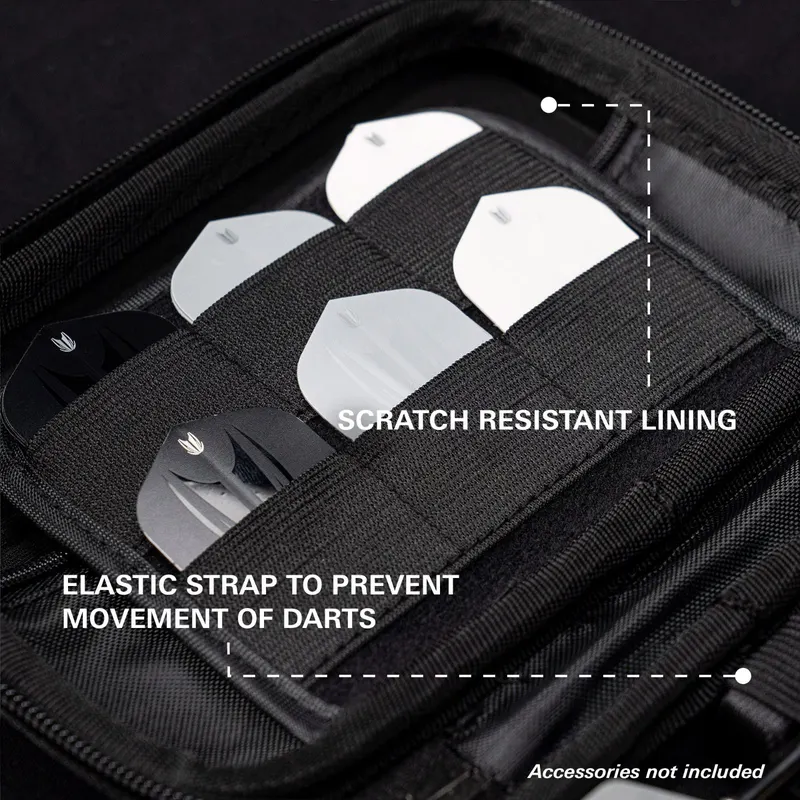 SCRATCH RESISTANT LINING
ELASTIC STRAP TO PREVENT
MOVEMENT OF DARTS
Accessories not included